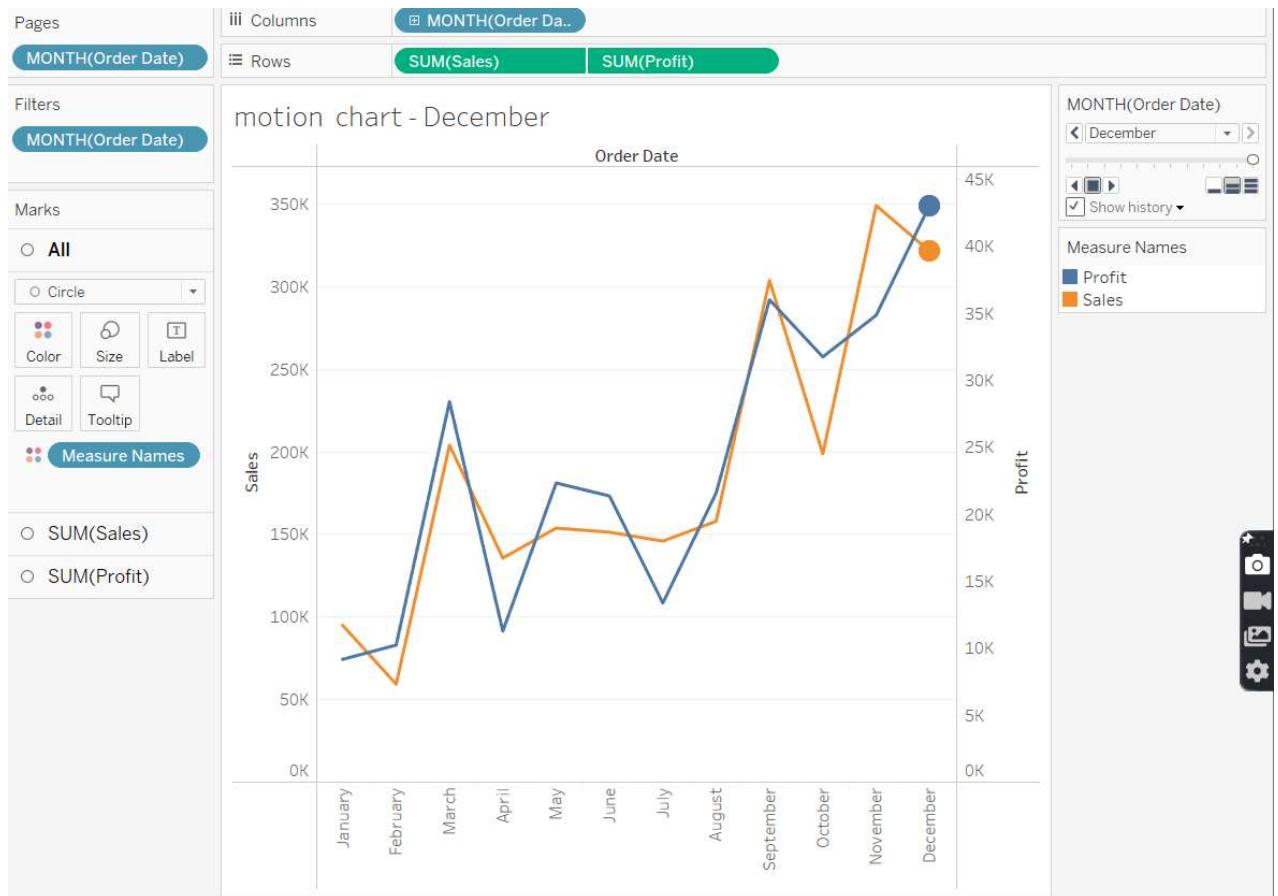 Pages
MONTH(Order Date)
Columns
MONTH(Order Da..
Rows
SUM(Sales)
SUM(Profit)
Filters
MONTH(Order Date)
Marks
All
Circle
Color
Size
Label
Detail
Tooltip
Measure Names
SUM(Sales)
SUM(Profit)
motion chart - December
Order Date
350K
300K
250K
200K
150K
100K
50K
0K
Sales
45K
40K
35K
30K
25K
20K
15K
10K
5K
0K
Profit
January
February
March
April
May
June
July
August
September
October
November
December
MONTH(Order Date)
December
Show history
Measure Names
Profit
Sales